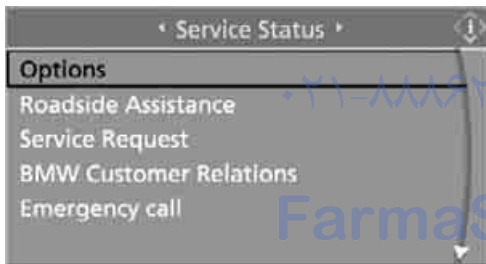 Service Status
Options
Roadside Assistance
Service Request
BMW Customer Relations
Emergency call